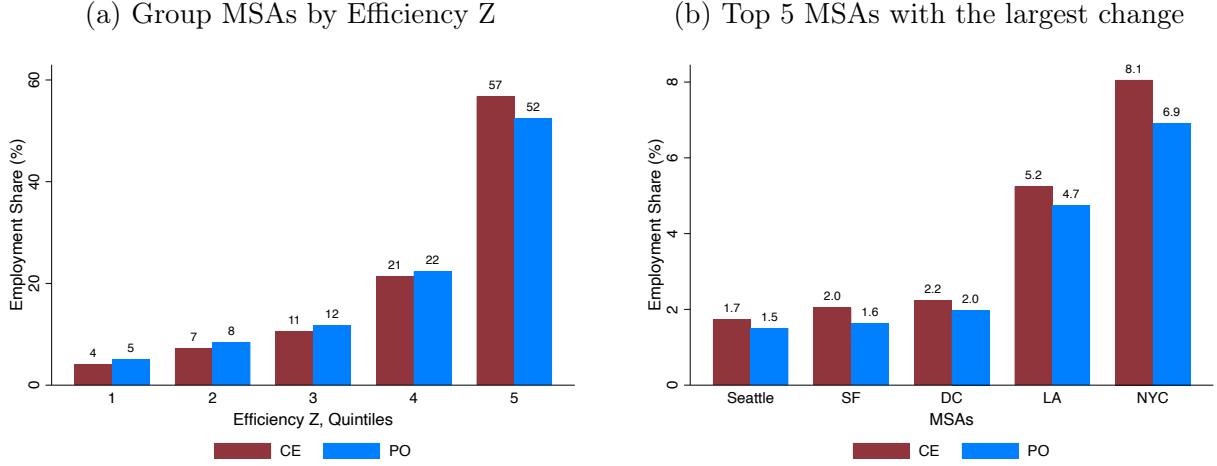 (a) Group MSAs by Efficiency Z
Employment Share (%)
60
40
20
0
4
5
7
8
11
12
21
22
57
52
1
2
3
4
5
Efficiency Z, Quintiles
CE
PO
(b) Top 5 MSAs with the largest change
Employment Share (%)
8
6
4
2
0
1.7
1.5
2.0
1.6
2.2
2.0
5.2
4.7
8.1
6.9
Seattle
SF
DC
LA
NYC
MSAs
CE
PO